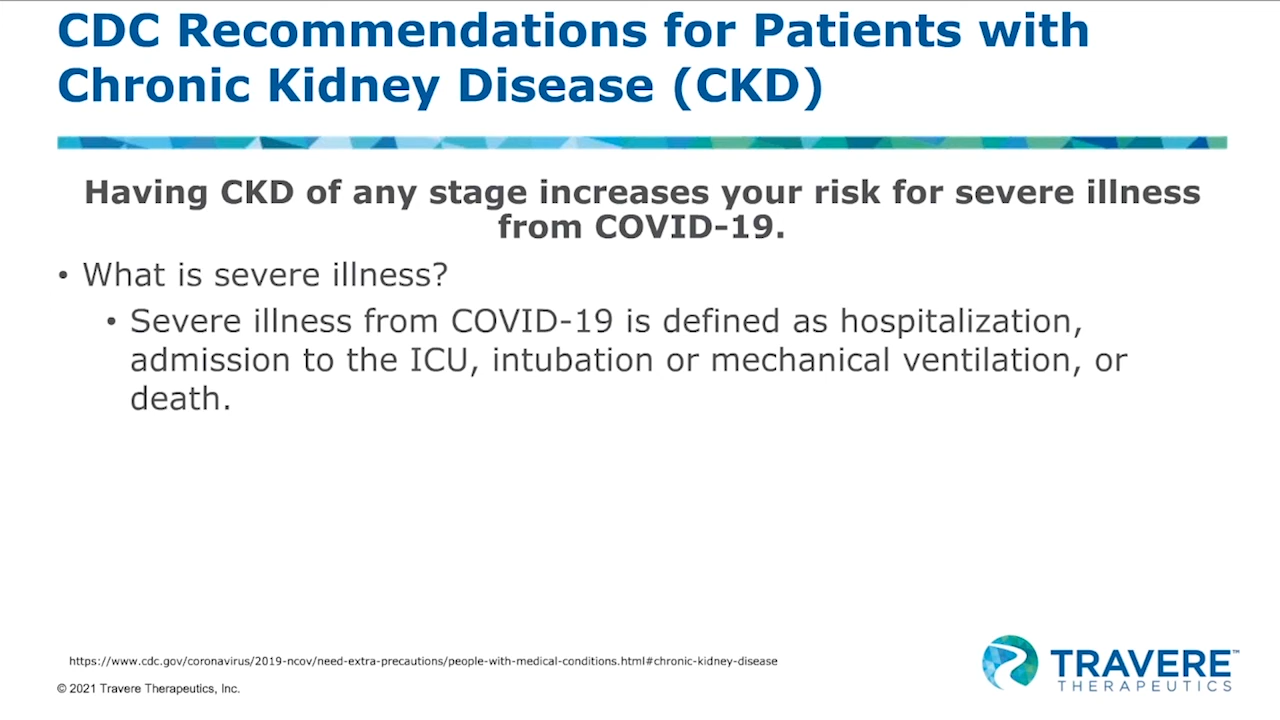 CDC Recommendations for Patients with
Chronic Kidney Disease (CKD)
Having CKD of any stage increases your risk for severe illness
from COVID-19.
• What is severe illness?
• Severe illness from COVID-19 is defined as hospitalization,
admission to the ICU, intubation or mechanical ventilation, or
death.
https://www.cdc.gov/coronavirus/2019-ncov/need-extra-precautions/people-with-medical-conditions.html#chronic-kidney-disease
© 2021 Travere Therapeutics, Inc.
TRAVERE™
THERAPEUTICS